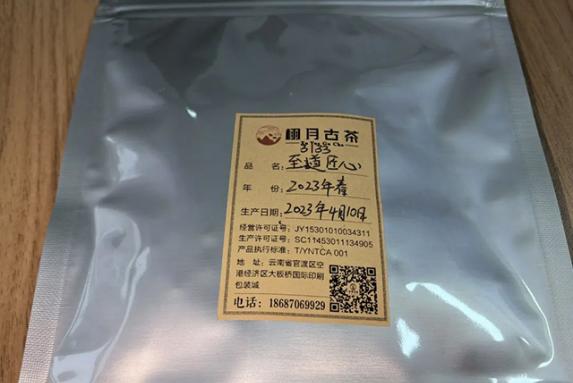 栩月古茶
品 名: 至道匠心
年 份: 2023年春
生产日期: 2023年4月10日
经营许可证号: JY15301010034311
生产许可证号: SC11453011134905
产品执行标准: T/YNTCA 001
地 址: 云南省官渡区空
港经济区大板桥国际印刷
包装城
电话: 18687069929